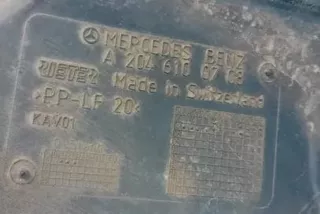 MERCEDES BENZ
A 204 610 07 08
RIETER Made in Switzerland
>PP-LF 20<
KAV01